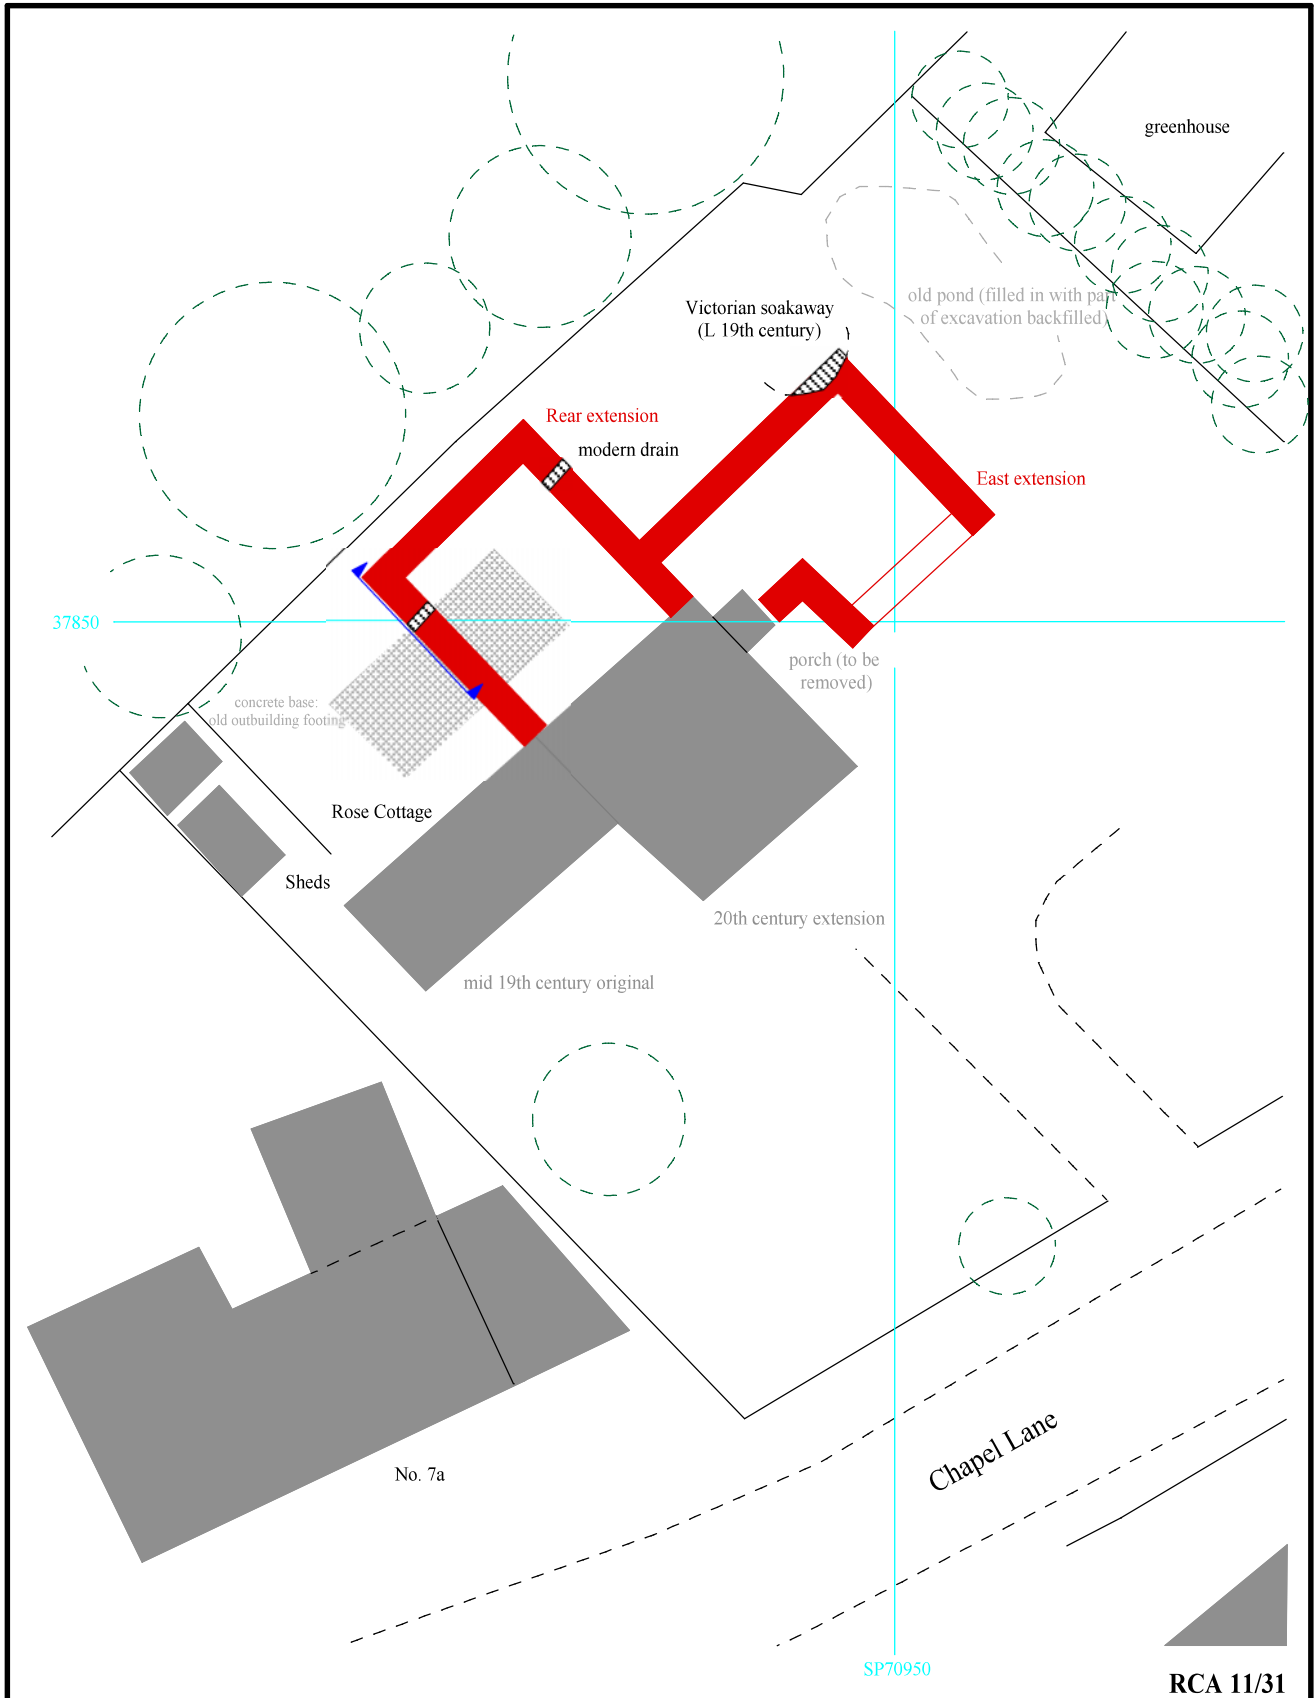 greenhouse
old pond (filled in with part
of excavation backfilled)
Victorian soakaway
(L 19th century)
Rear extension
modern drain
East extension
37850
porch (to be
removed)
concrete base:
old outbuilding footing
Rose Cottage
Sheds
20th century extension
mid 19th century original
No. 7a
Chapel Lane
SP70950
RCA 11/31